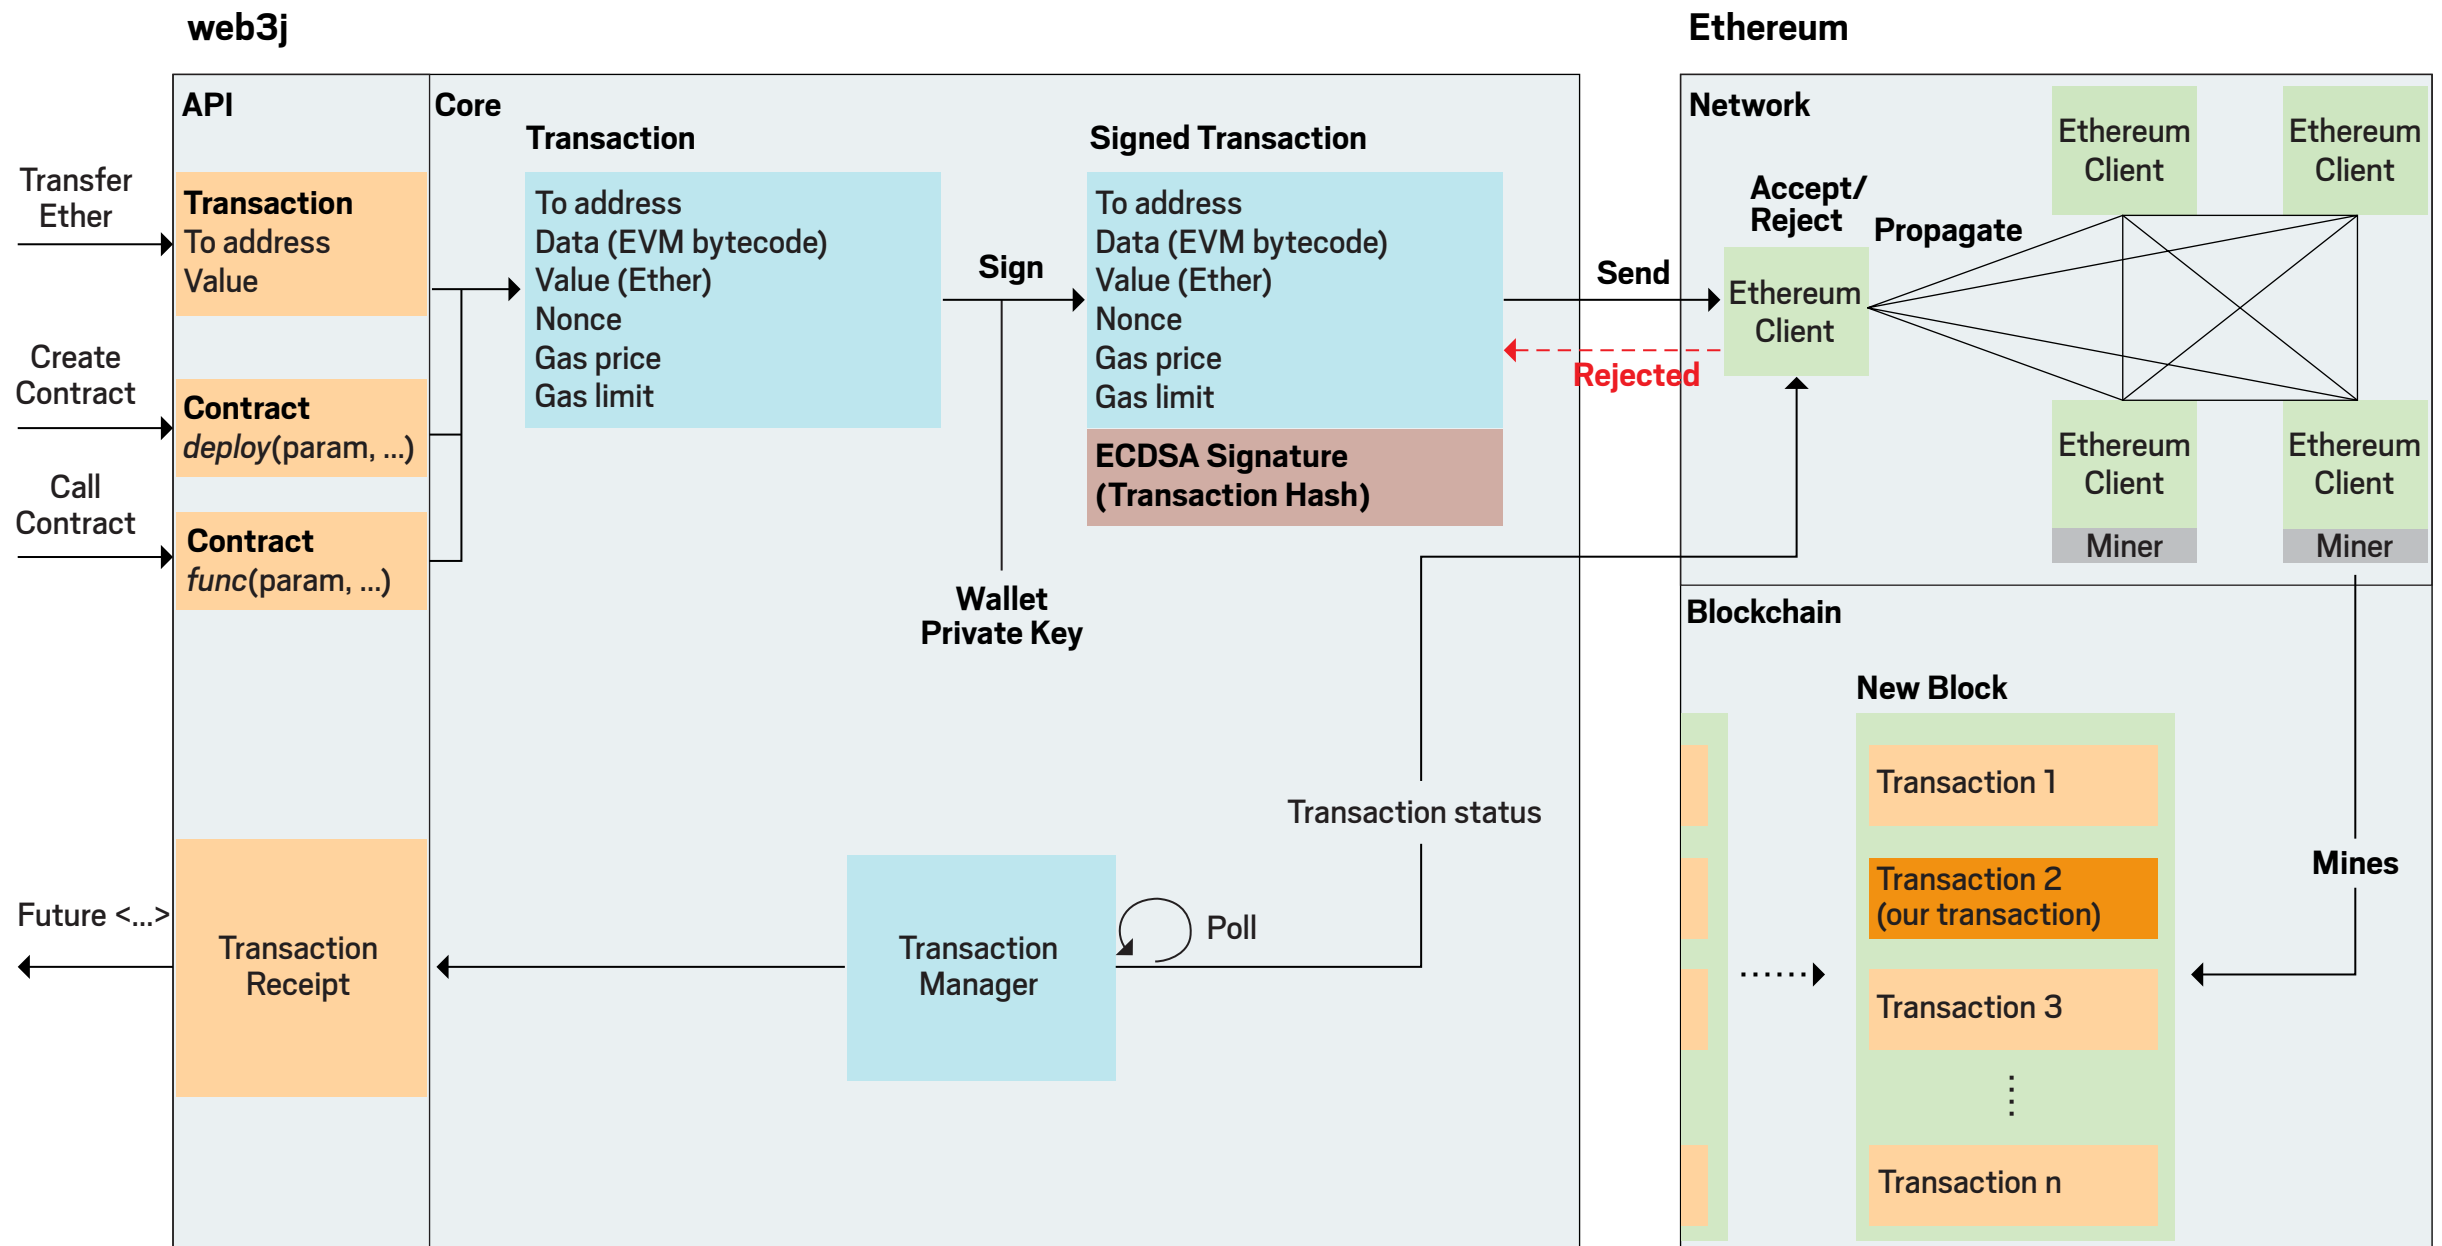 web3j
Ethereum
API
Core
Network
Transfer
Ether
Transaction
To address
Value
Create
Contract
Contract
deploy(param, ...)
Call
Contract
Contract
func(param, ...)
Transaction
To address
Data (EVM bytecode)
Value (Ether)
Nonce
Gas price
Gas limit
Sign
Wallet
Private Key
Signed Transaction
To address
Data (EVM bytecode)
Value (Ether)
Nonce
Gas price
Gas limit
ECDSA Signature
(Transaction Hash)
Send
Rejected
Accept/
Reject
Ethereum
Client
Propagate
Ethereum
Client
Ethereum
Client
Ethereum
Client
Miner
Ethereum
Client
Miner
Blockchain
New Block
Transaction 1
Transaction 2
(our transaction)
Transaction 3
Transaction n
Mines
Transaction status
Poll
Transaction
Manager
Transaction
Receipt
Future <...>